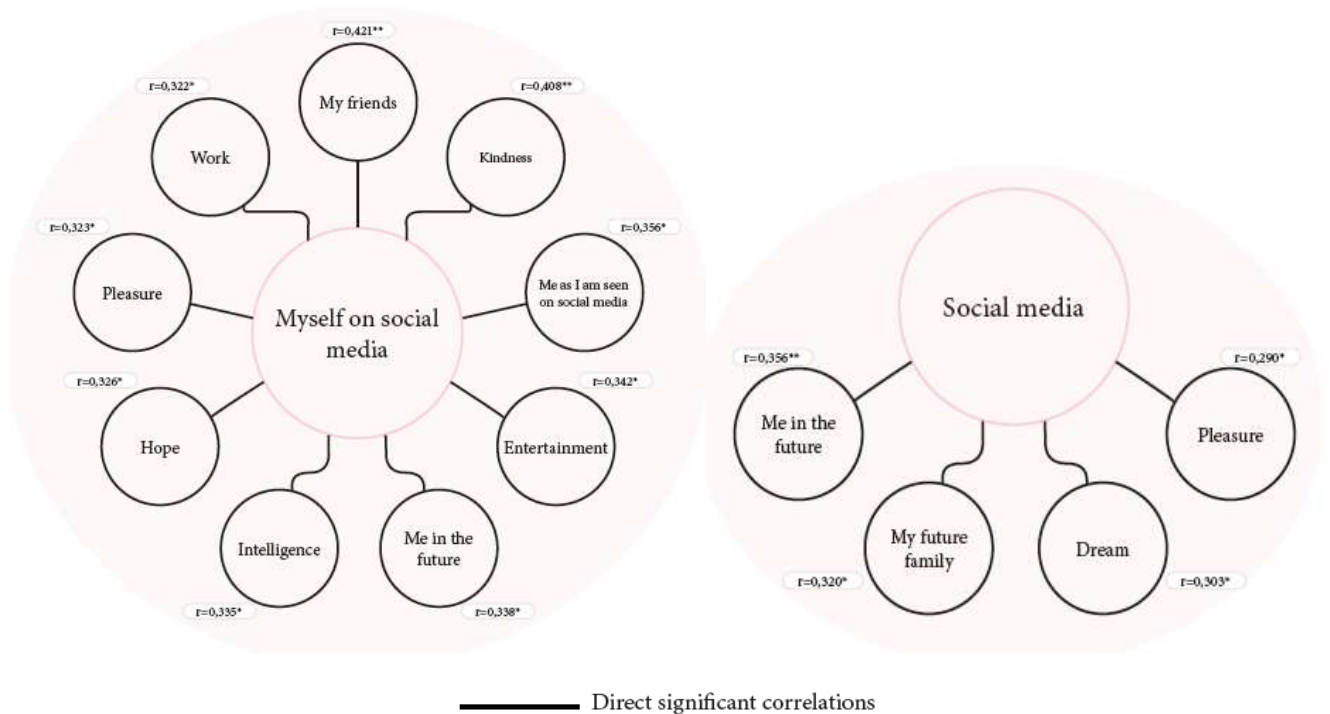 r=0,421**
My friends
r=0,322*
Work
r=0,408**
Kindness
r=0,323*
Pleasure
r=0,356*
Me as I am seen
on social media
Myself on social
media
r=0,326*
Hope
r=0,342*
Entertainment
Intelligence
r=0,335*
Me in the
future
r=0,338*
Social media
r=0,356**
Me in the
future
r=0,290*
Pleasure
My future
family
r=0,320*
Dream
r=0,303*
Direct significant correlations